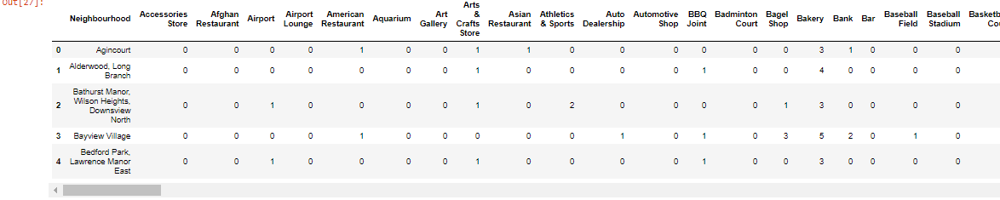 Out[27]:
Neighbourhood Accessories Store Afghan Restaurant Airport Airport Lounge American Restaurant Aquarium Art Gallery Arts & Crafts Store Asian Restaurant Athletics & Sports Auto Dealership Automotive Shop BBQ Joint Badminton Court Bagel Shop Bakery Bank Bar Baseball Field Baseball Stadium
0 Agincourt 0 0 0 0 1 0 0 1 1 0 0 0 0 0 0 3 1 0 0 0
1 Alderwood, Long Branch 0 0 0 0 0 0 0 1 0 0 0 0 1 0 0 4 0 0 0 0
2 Bathurst Manor, Wilson Heights, Downsview North 0 0 1 0 0 0 0 1 0 2 0 0 0 0 1 3 0 0 0 0
3 Bayview Village 0 0 0 0 1 0 0 0 0 0 1 0 1 0 3 5 2 0 1 0
4 Bedford Park, Lawrence Manor East 0 0 1 0 0 0 0 1 0 0 0 0 1 0 0 3 0 0 0 0